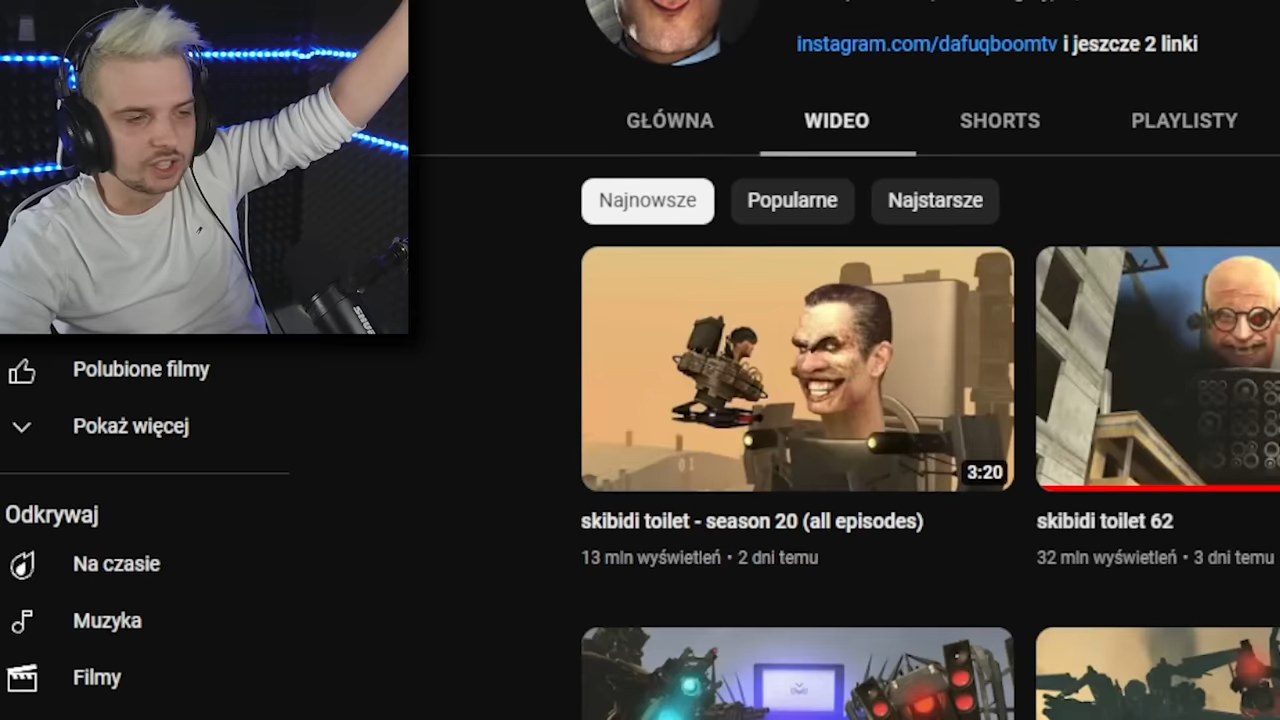 instagram.com/dafuqboomtv i jeszcze 2 linki
GŁÓWNA WIDEO SHORTS PLAYLISTY
Najnowsze Popularne Najstarsze
3:20
skibidi toilet - season 20 (all episodes)
13 mln wyświetleń • 2 dni temu
skibidi toilet 62
32 mln wyświetleń • 3 dni temu
Polubione filmy
Pokaż więcej
Odkrywaj
Na czasie
Muzyka
Filmy